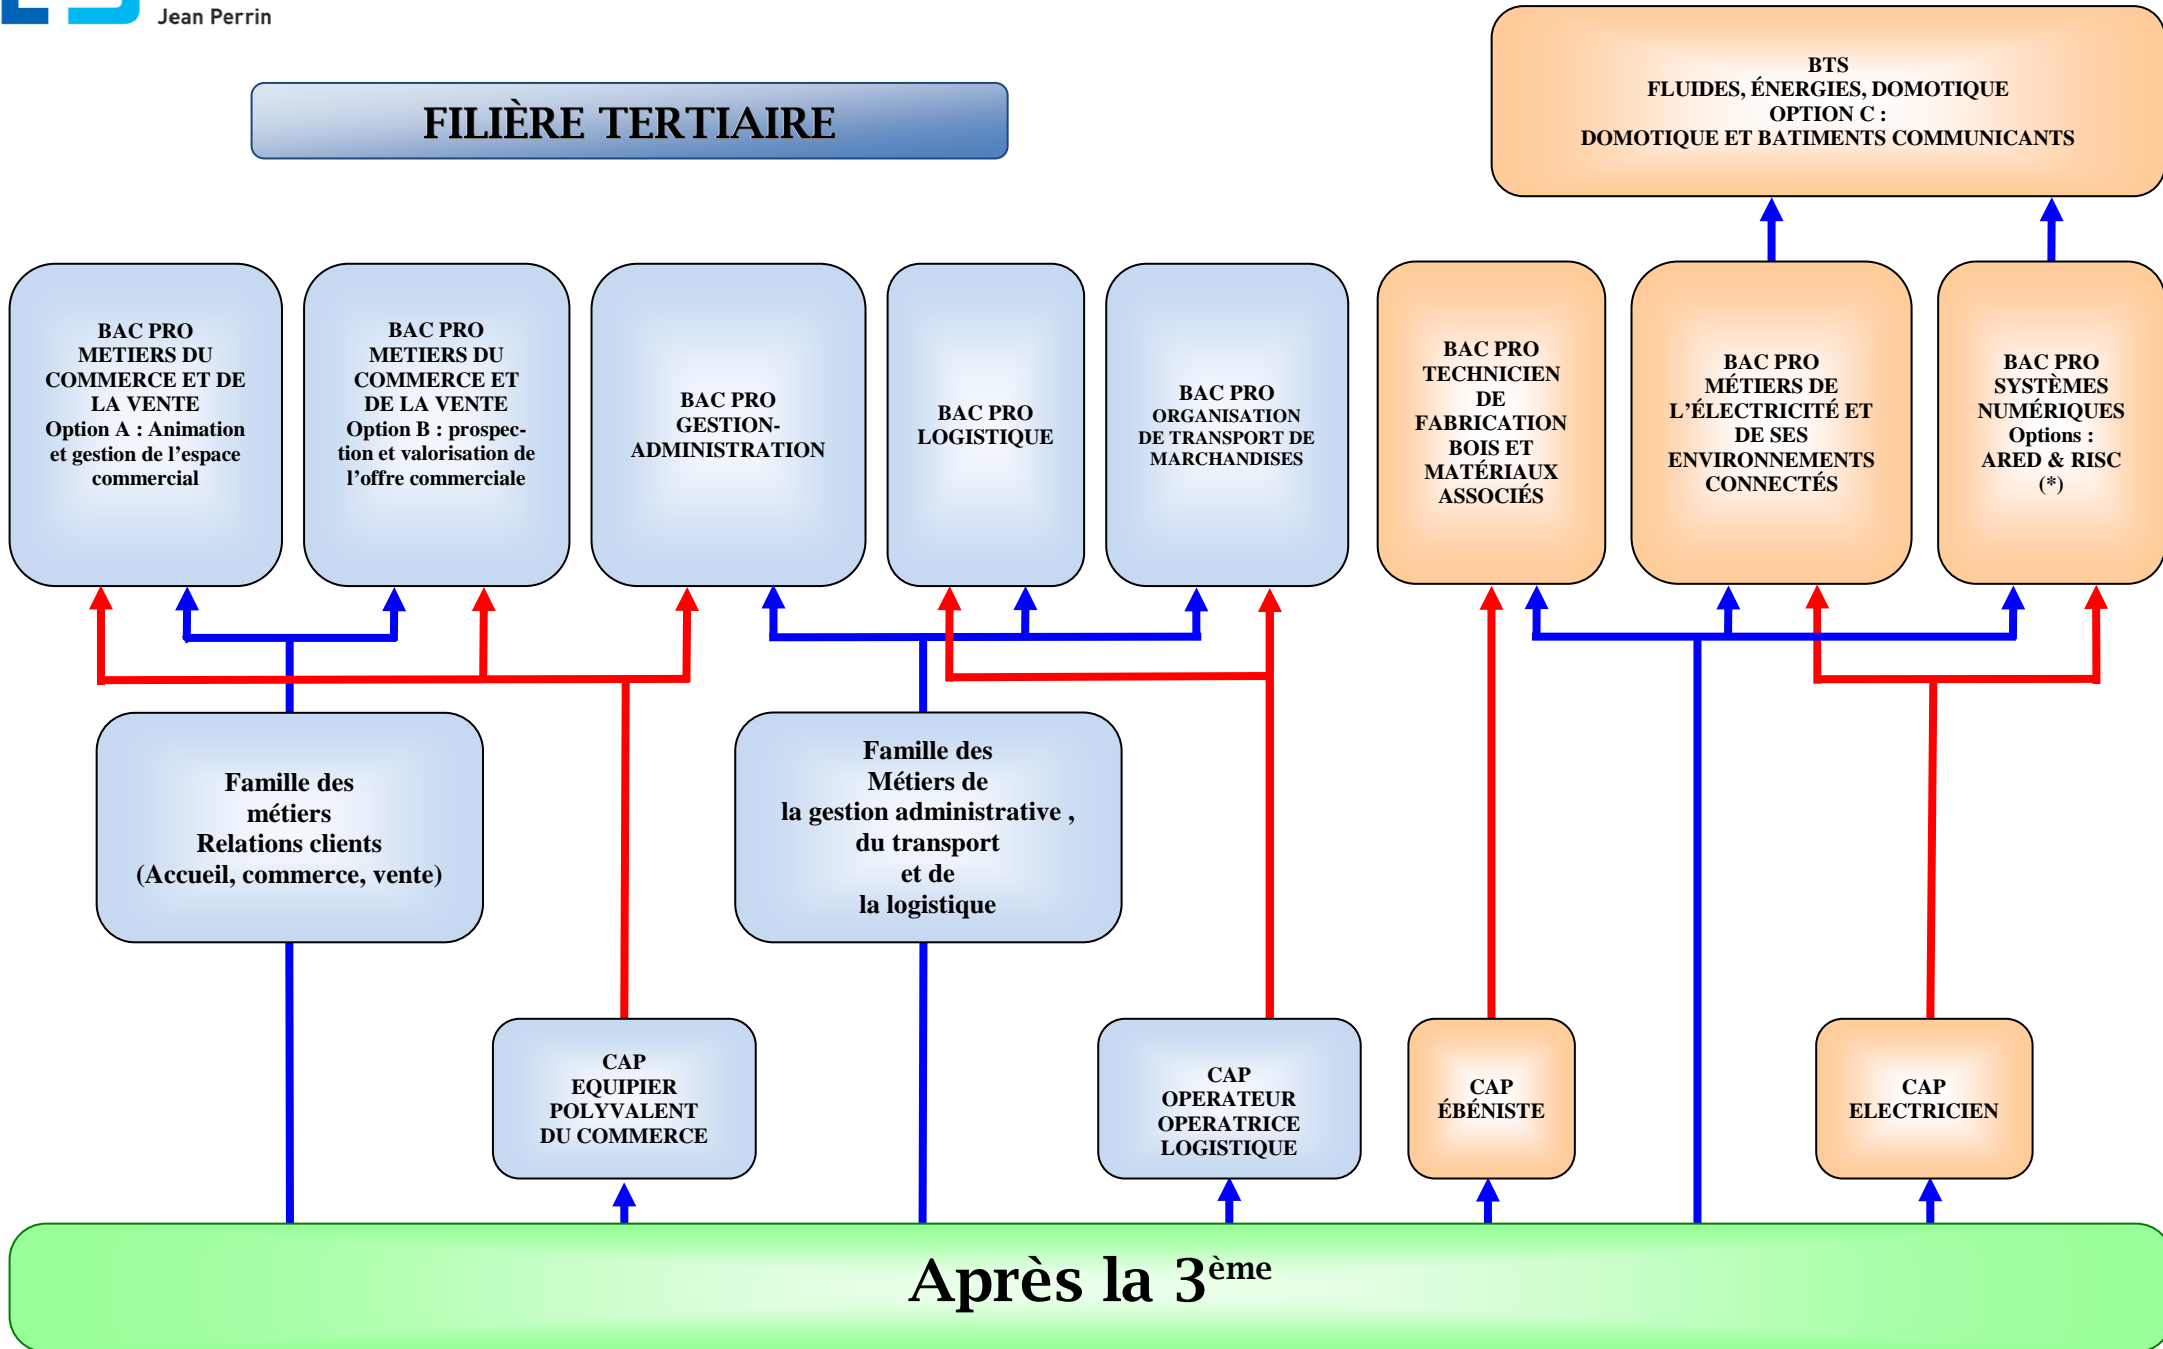 Jean Perrin
FILIÈRE TERTIAIRE
BTS
FLUIDES, ÉNERGIES, DOMOTIQUE
OPTION C :
DOMOTIQUE ET BATIMENTS COMMUNICANTS
BAC PRO
METIERS DU
COMMERCE ET DE
LA VENTE
Option A : Animation
et gestion de l’espace
commercial
BAC PRO
METIERS DU
COMMERCE ET
DE LA VENTE
Option B : prospec-
tion et valorisation de
l’offre commerciale
BAC PRO
GESTION-
ADMINISTRATION
BAC PRO
LOGISTIQUE
BAC PRO
ORGANISATION
DE TRANSPORT DE
MARCHANDISES
BAC PRO
TECHNICIEN
DE
FABRICATION
BOIS ET
MATÉRIAUX
ASSOCIÉS
BAC PRO
MÉTIERS DE
L’ÉLECTRICITÉ ET
DE SES
ENVIRONNEMENTS
CONNECTÉS
BAC PRO
SYSTÈMES
NUMÉRIQUES
Options :
ARED & RISC
(*)
Famille des
métiers
Relations clients
(Accueil, commerce, vente)
Famille des
Métiers de
la gestion administrative ,
du transport
et de
la logistique
CAP
EQUIPIER
POLYVALENT
DU COMMERCE
CAP
OPERATEUR
OPERATRICE
LOGISTIQUE
CAP
ÉBÉNISTE
CAP
ELECTRICIEN
Après la 3ème